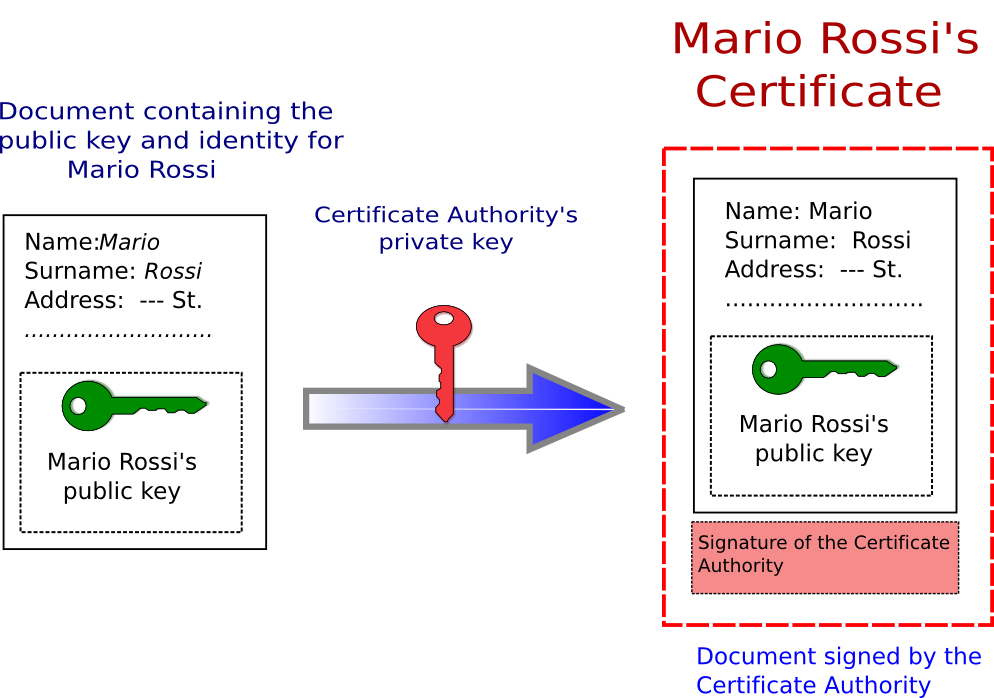 Mario Rossi's
Certificate
Document containing the
public key and identity for
Mario Rossi
Certificate Authority's
private key
Name:Mario
Surname: Rossi
Address:  --- St.
..........................
Mario Rossi's
public key
Name: Mario
Surname:  Rossi
Address:  --- St.
...........................
Mario Rossi's
public key
Signature of the Certificate
Authority
Document signed by the
Certificate Authority